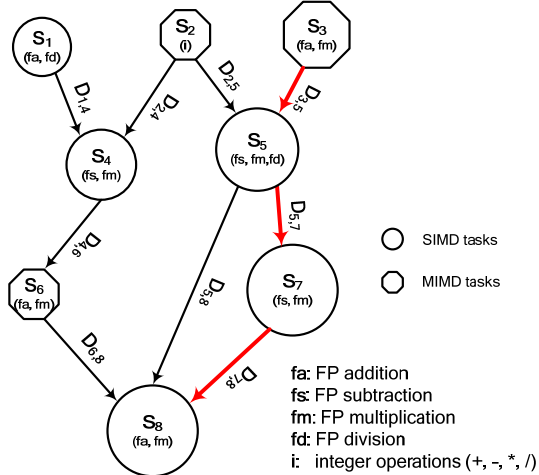 S1
(fa, fd)
S2
(i)
S3
(fa, fm)
D1,4
D2,4
D2,5
D3,5
S4
(fs, fm)
S5
(fs, fm,fd)
D4,6
D5,8
D5,7
SIMD tasks
MIMD tasks
S6
(fa, fm)
S7
(fs, fm)
D6,8
D7,8
S8
(fa, fm)
fa: FP addition
fs: FP subtraction
fm: FP multiplication
fd: FP division
i: integer operations (+, -, *, /)